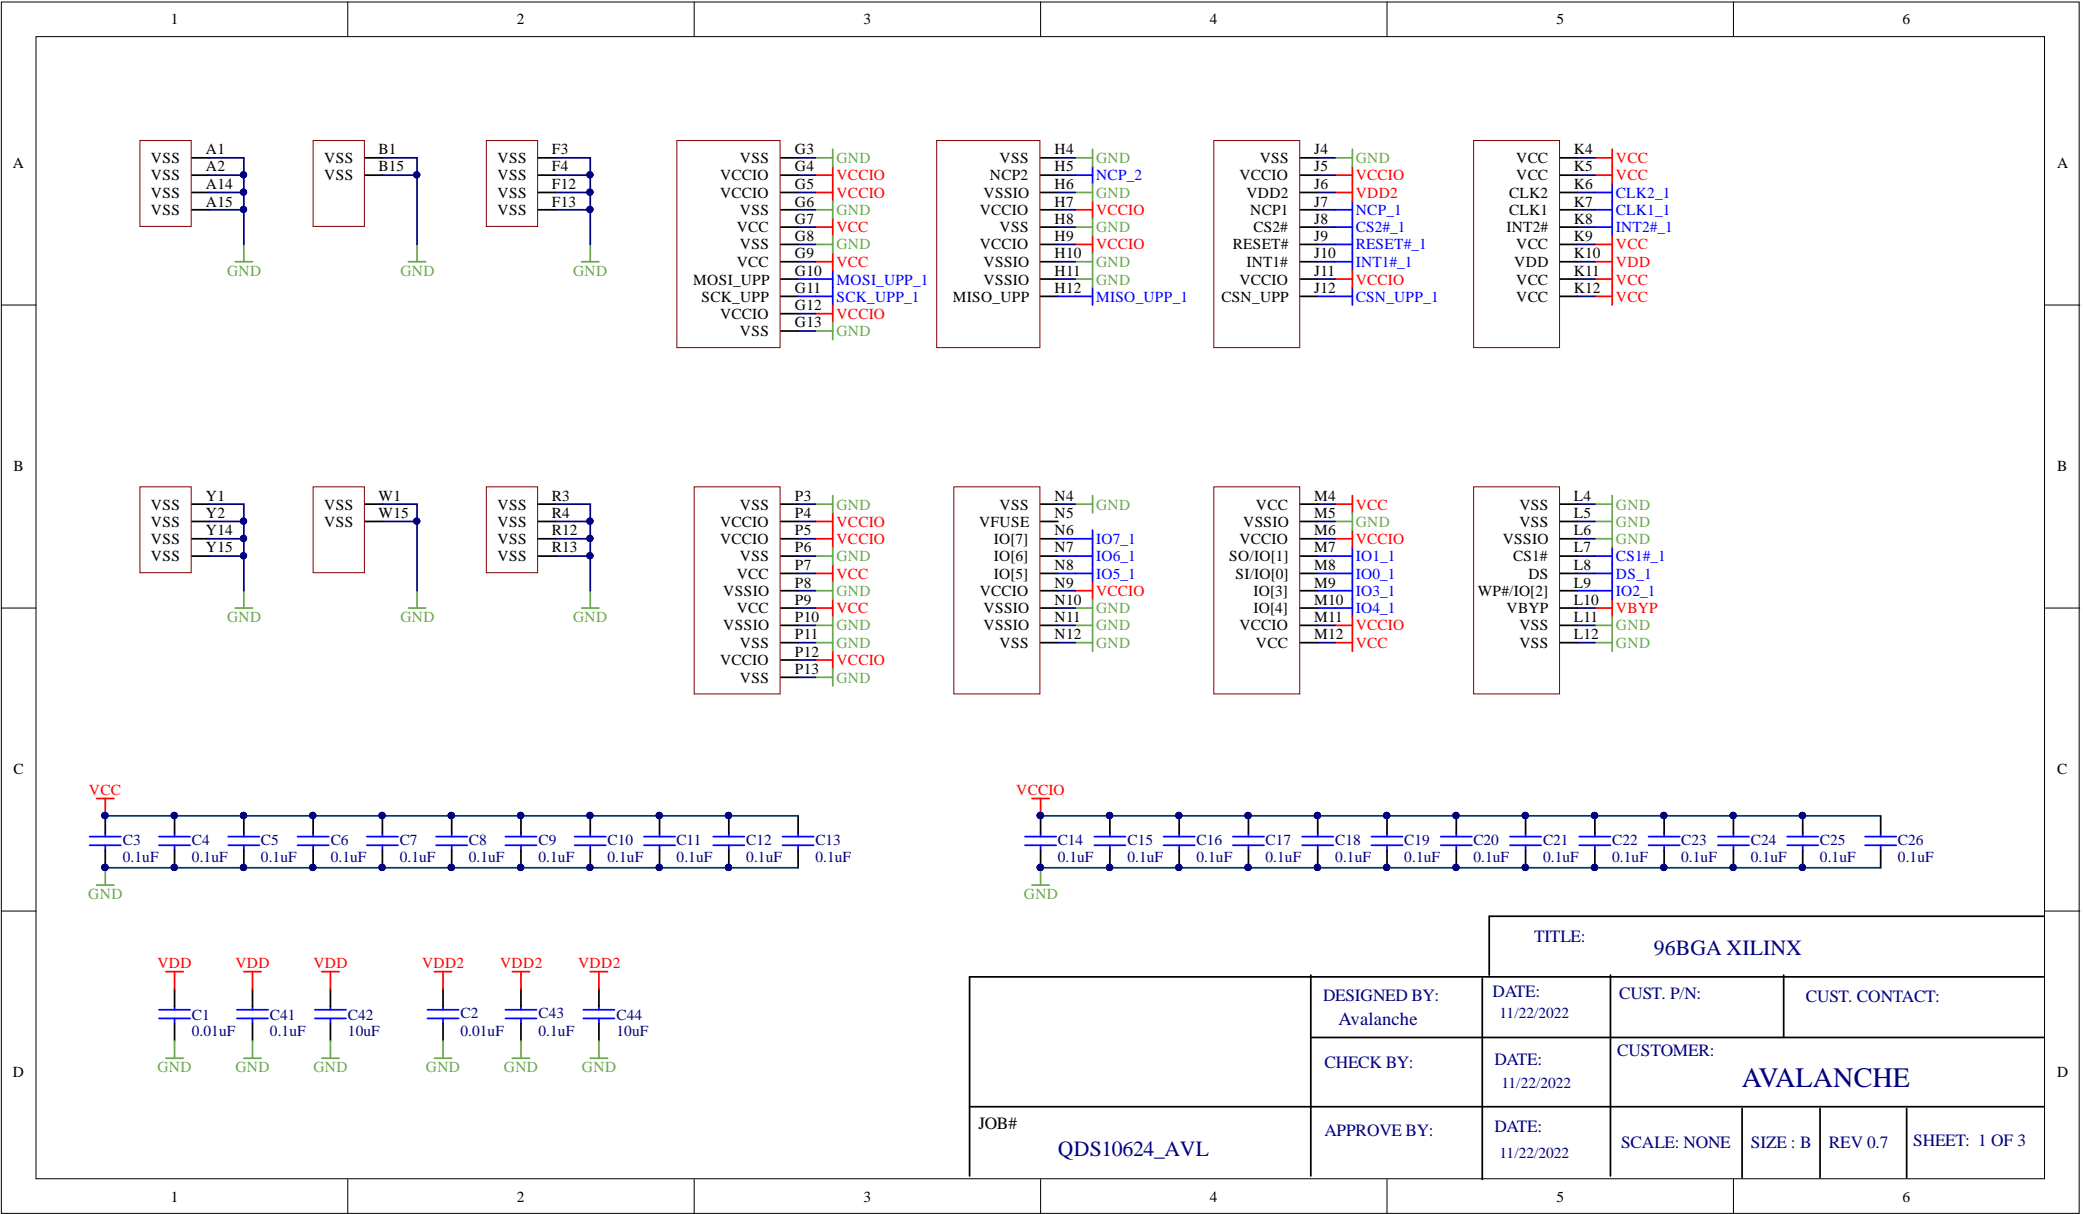 1 2 3 4 5 6
A A
VSS A1
VSS A2
VSS A14
VSS A15
GND
VSS B1
VSS B15
GND
VSS F3
VSS F4
VSS F12
VSS F13
GND
VSS G3 GND
VCCIO G4 VCCIO
VCCIO G5 VCCIO
VSS G6 GND
VCC G7 VCC
VSS G8 GND
VCC G9 VCC
MOSI_UPP G10 MOSI_UPP_1
SCK_UPP G11 SCK_UPP_1
VCCIO G12 VCCIO
VSS G13 GND
VSS H4 GND
NCP2 H5 NCP_2
VSSIO H6 GND
VCCIO H7 VCCIO
VSS H8 GND
VCCIO H9 VCCIO
VSSIO H10 GND
VSSIO H11 GND
MISO_UPP H12 MISO_UPP_1
VSS J4 GND
VCCIO J5 VCCIO
VDD2 J6 VDD2
NCP1 J7 NCP_1
CS2# J8 CS2#_1
RESET# J9 RESET#_1
INT1# J10 INT1#_1
VCCIO J11 VCCIO
CSN_UPP J12 CSN_UPP_1
VCC K4 VCC
VCC K5 VCC
CLK2 K6 CLK2_1
CLK1 K7 CLK1_1
INT2# K8 INT2#_1
VCC K9 VCC
VDD K10 VDD
VCC K11 VCC
VCC K12 VCC
B B
VSS Y1
VSS Y2
VSS Y14
VSS Y15
GND
VSS W1
VSS W15
GND
VSS R3
VSS R4
VSS R12
VSS R13
GND
VSS P3 GND
VCCIO P4 VCCIO
VCCIO P5 VCCIO
VSS P6 GND
VCC P7 VCC
VSSIO P8 GND
VCC P9 VCC
VSSIO P10 GND
VSS P11 GND
VCCIO P12 VCCIO
VSS P13 GND
VSS N4 GND
VFUSE N5
IO[7] N6 IO7_1
IO[6] N7 IO6_1
IO[5] N8 IO5_1
VCCIO N9 VCCIO
VSSIO N10 GND
VSSIO N11 GND
VSS N12 GND
VCC M4 VCC
VSSIO M5 GND
VCCIO M6 VCCIO
SO/IO[1] M7 IO1_1
SI/IO[0] M8 IO0_1
IO[3] M9 IO3_1
IO[4] M10 IO4_1
VCCIO M11 VCCIO
VCC M12 VCC
VSS L4 GND
VSS L5 GND
VSSIO L6 GND
CS1# L7 CS1#_1
DS L8 DS_1
WP#/IO[2] L9 IO2_1
VBYP L10 VBYP
VSS L11 GND
VSS L12 GND
C C
VCC
C3 C4 C5 C6 C7 C8 C9 C10 C11 C12 C13
0.1uF 0.1uF 0.1uF 0.1uF 0.1uF 0.1uF 0.1uF 0.1uF 0.1uF 0.1uF 0.1uF
GND
VCCIO
C14 C15 C16 C17 C18 C19 C20 C21 C22 C23 C24 C25 C26
0.1uF 0.1uF 0.1uF 0.1uF 0.1uF 0.1uF 0.1uF 0.1uF 0.1uF 0.1uF 0.1uF 0.1uF 0.1uF
GND
D D
VDD VDD VDD VDD2 VDD2 VDD2
C1 C41 C42 C2 C43 C44
0.01uF 0.1uF 10uF 0.01uF 0.1uF 10uF
GND GND GND GND GND GND
TITLE:
96BGA XILINX
DESIGNED BY:
Avalanche
DATE:
11/22/2022
CUST. P/N:
CUST. CONTACT:
CHECK BY:
DATE:
11/22/2022
CUSTOMER:
AVALANCHE
JOB#
QDS10624_AVL
APPROVE BY:
DATE:
11/22/2022
SCALE: NONE
SIZE : B
REV 0.7
SHEET: 1 OF 3
1 2 3 4 5 6